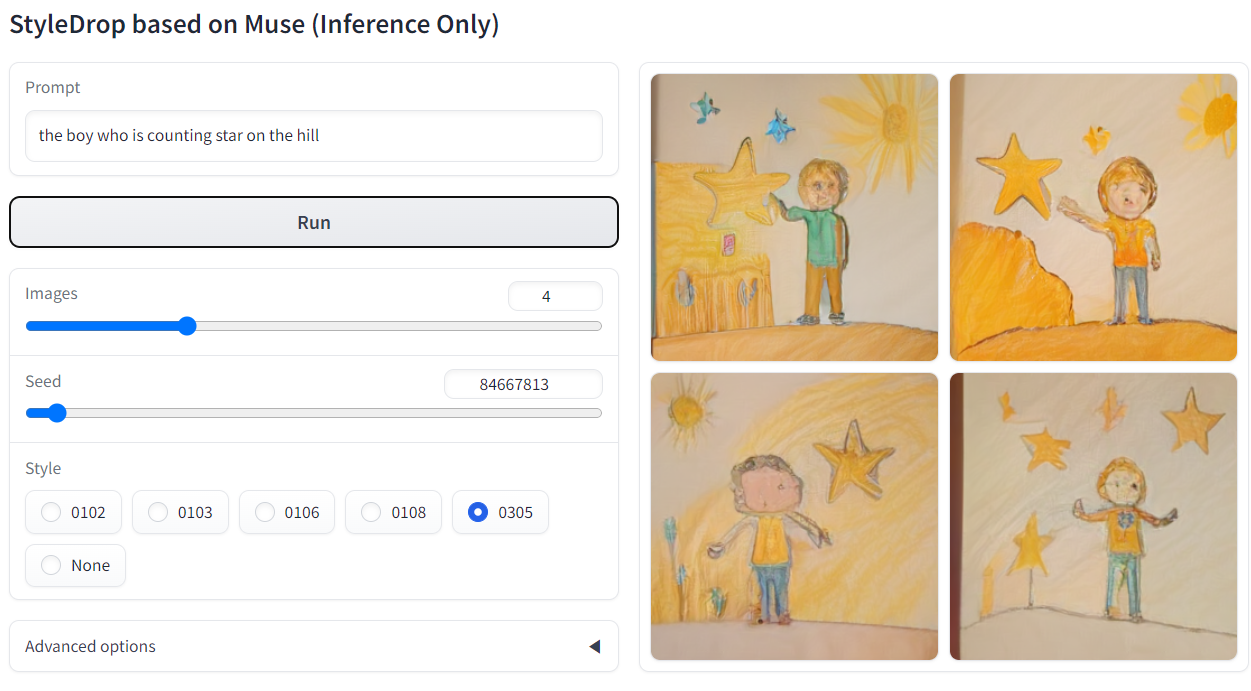 StyleDrop based on Muse (Inference Only)
Prompt
the boy who is counting star on the hill
Run
Images
4
Seed
84667813
Style
0102
0103
0106
0108
0305
None
Advanced options